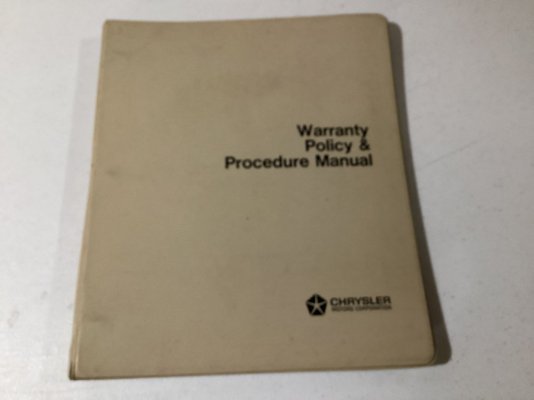 Warranty
Policy &
Procedure Manual
CHRYSLER
MOTORS CORPORATION